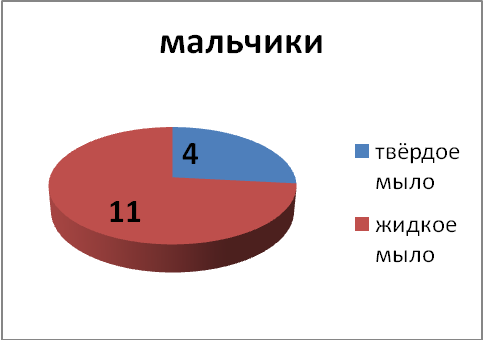 мальчики
4
11
твёрдое
мыло
жидкое
мыло